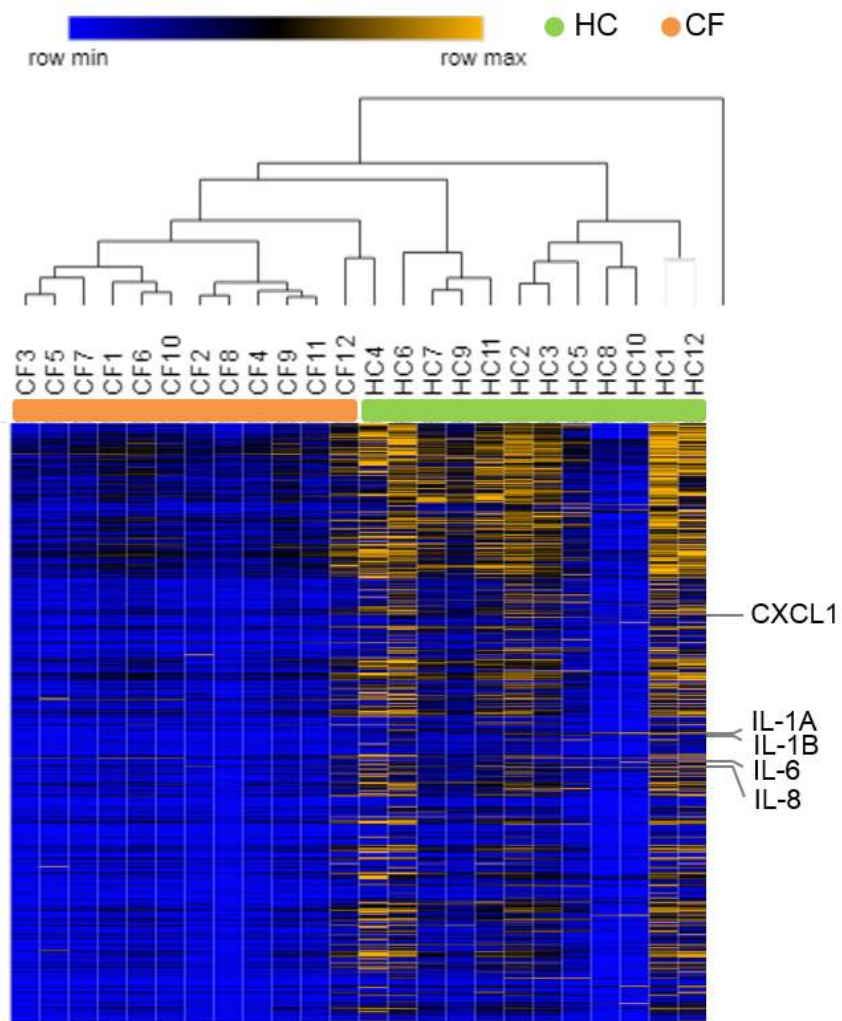 HC CF
row min row max
CF3 CF5 CF7 CF1 CF6 CF10 CF2 CF8 CF4 CF9 CF11 CF12 HC4 HC6 HC7 HC9 HC11 HC2 HC3 HC5 HC8 HC10 HC1 HC12
CXCL1
IL-1A
IL-1B
IL-6
IL-8